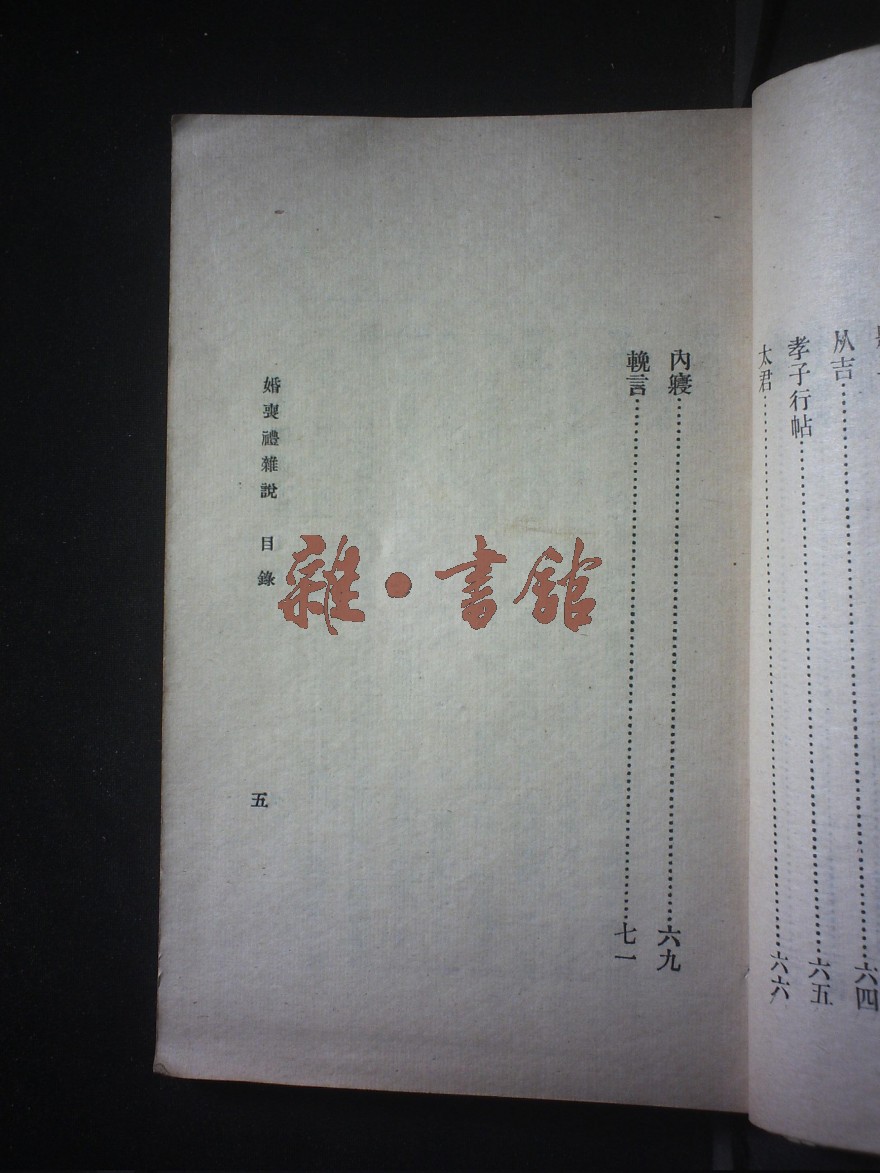 从吉……六四
孝子行帖……六五
太君……六六
內寢……六九
輓言……七一
婚喪禮雜說 目錄
五
雜·書館